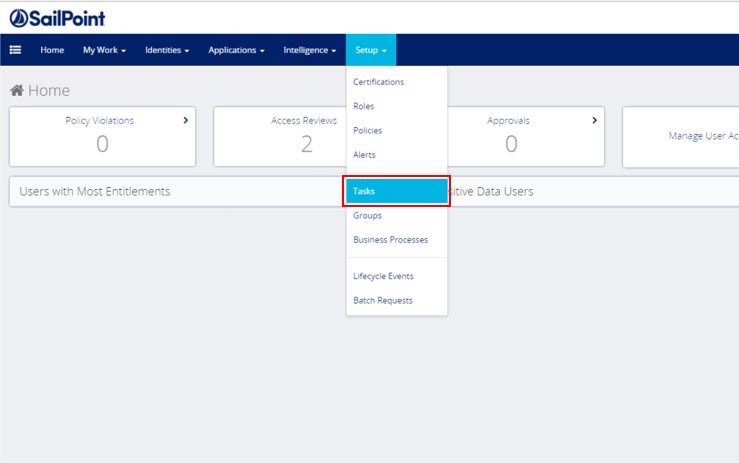 SailPoint
Home My Work Identities Applications Intelligence Setup
Home
Policy Violations
0
Access Reviews
2
Approvals
0
Manage User Ac
Users with Most Entitlements
sitive Data Users
Certifications
Roles
Policies
Alerts
Tasks
Groups
Business Processes
Lifecycle Events
Batch Requests